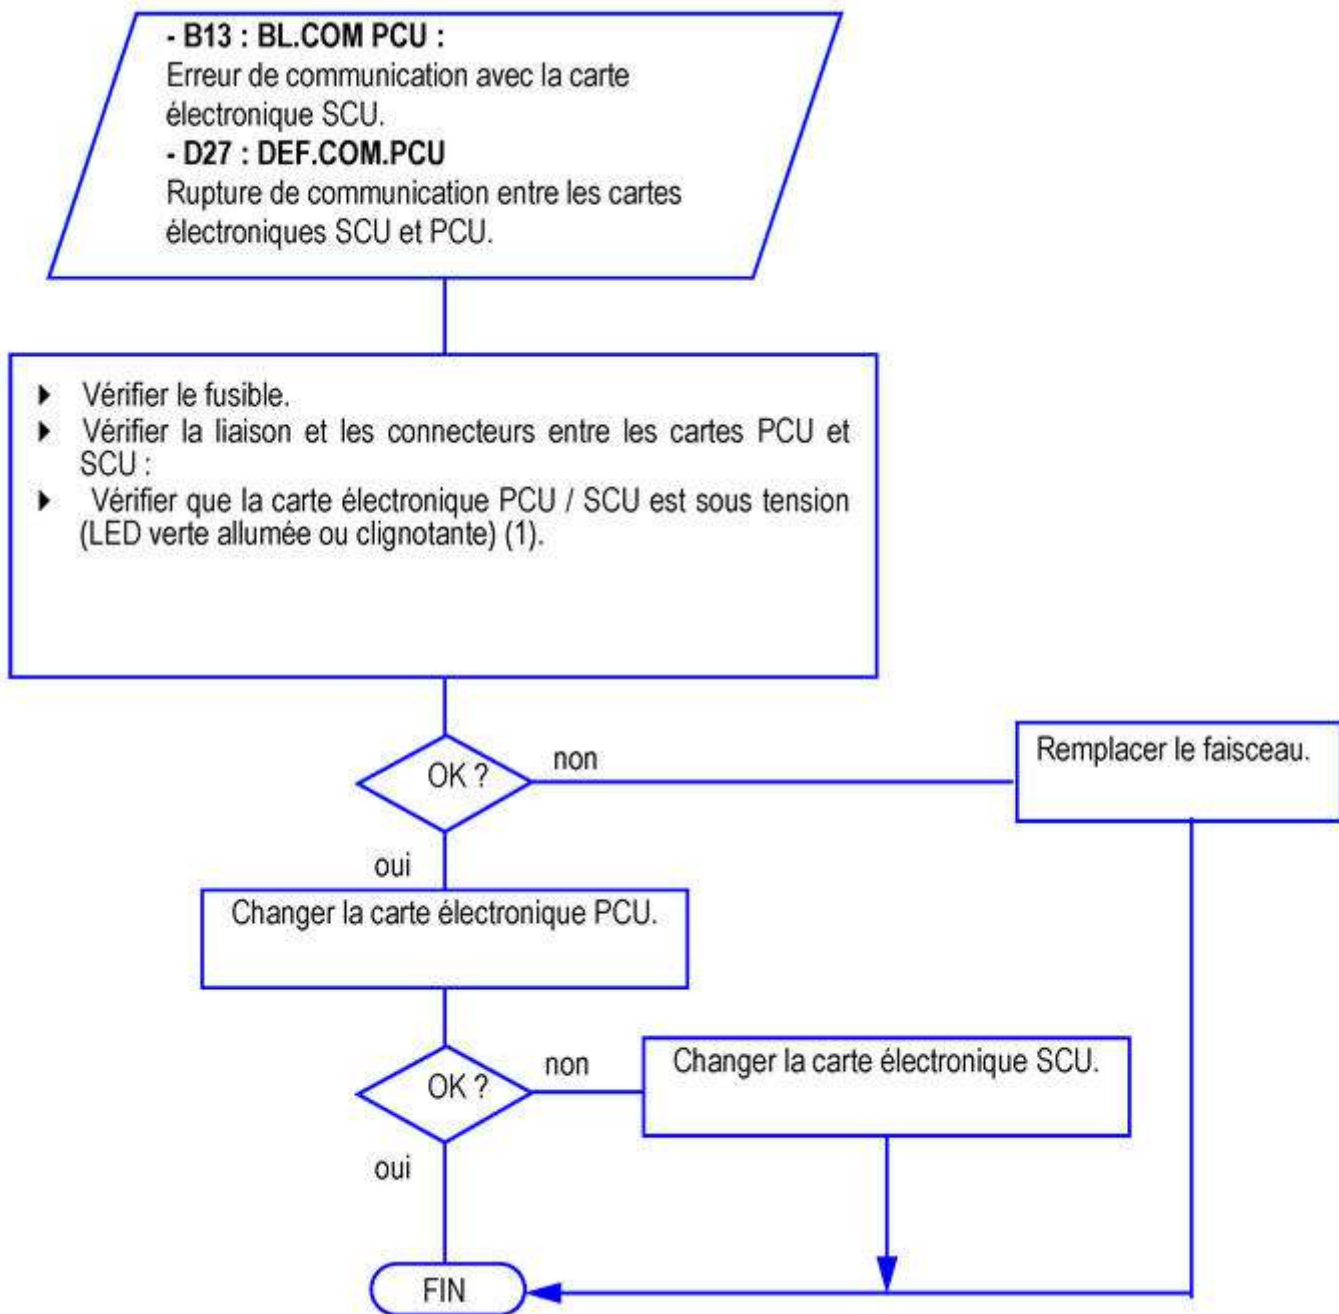 - B13 : BL.COM PCU :
Erreur de communication avec la carte
électronique SCU.
- D27 : DEF.COM.PCU
Rupture de communication entre les cartes
électroniques SCU et PCU.
Vérifier le fusible.
Vérifier la liaison et les connecteurs entre les cartes PCU et
SCU :
Vérifier que la carte électronique PCU / SCU est sous tension
(LED verte allumée ou clignotante) (1).
OK ?
non
Remplacer le faisceau.
oui
Changer la carte électronique PCU.
OK ?
non
Changer la carte électronique SCU.
oui
FIN